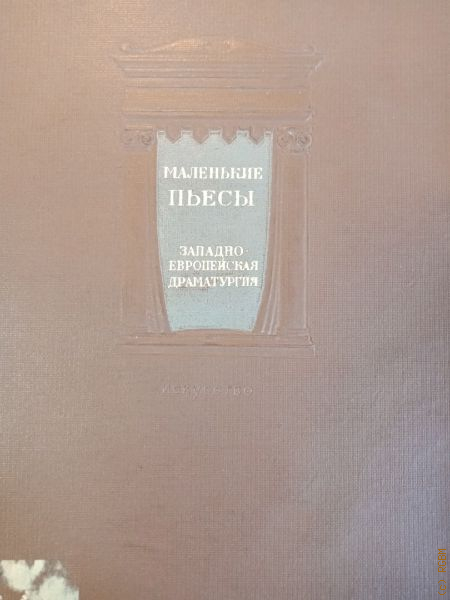 МАЛЕНЬКИЕ
ПЬЕСЫ
ЗАПАДНО-
ЕВРОПЕЙСКАЯ
ДРАМАТУРГИЯ
искусство